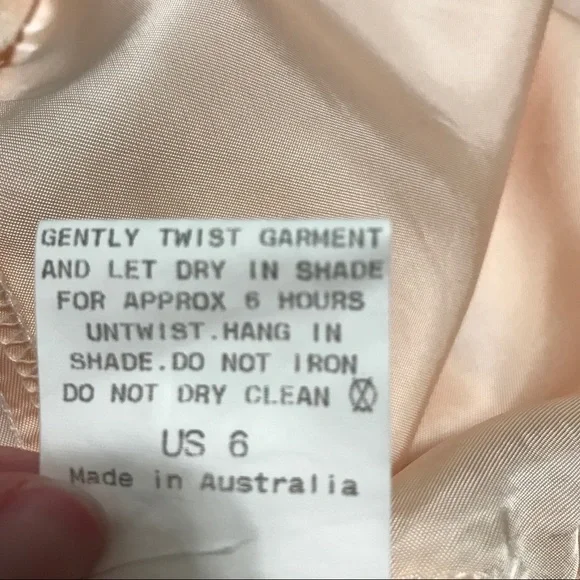 GENTLY TWIST GARMENT
AND LET DRY IN SHADE
FOR APPROX 6 HOURS
UNTWIST.HANG IN
SHADE.DO NOT IRON
DO NOT DRY CLEAN
US 6
Made in Australia